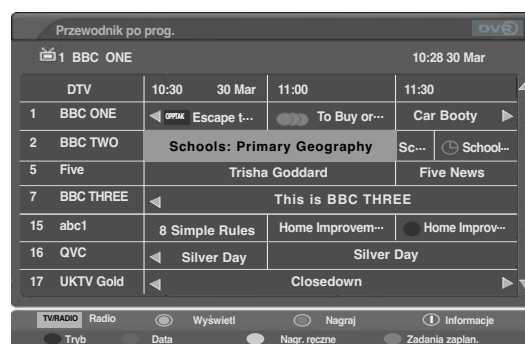 Przewodnik po prog. DVR
1 BBC ONE 10:28 30 Mar
DTV 10:30 30 Mar 11:00 11:30
1 BBC ONE OPPTAK Escape t··· To Buy or··· Car Booty
2 BBC TWO Schools: Primary Geography Sc··· School···
5 Five Trisha Goddard Five News
7 BBC THREE This is BBC THREE
15 abc1 8 Simple Rules Home Improvem··· Home Improv···
16 QVC Silver Day Silver Day
17 UKTV Gold Closedown
TV/RADIO Radio Wyświetl Nagraj i Informacje
Tryb Data Nagr. ręczne Zadania zaplan.